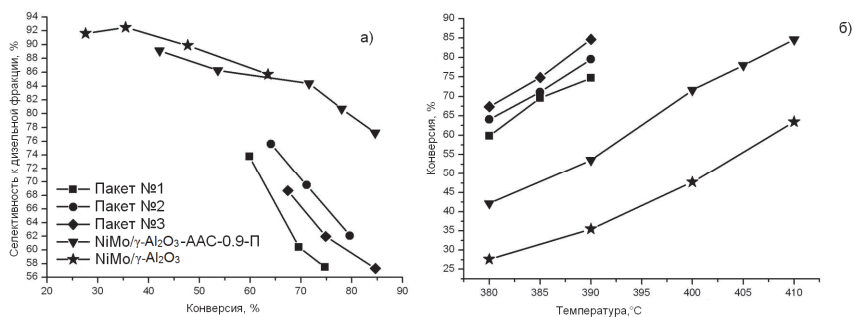 а)
Селективность к дизельной фракции, %
94
92
90
88
86
84
82
80
78
76
74
72
70
68
66
64
62
60
58
56
Пакет №1
Пакет №2
Пакет №3
NiMo/γ-Al₂O₃-AAC-0.9-П
NiMo/γ-Al₂O₃
20 30 40 50 60 70 80 90
Конверсия, %
б)
Конверсия, %
90
85
80
75
70
65
60
55
50
45
40
35
30
25
380 385 390 400 405 410
Температура,°С